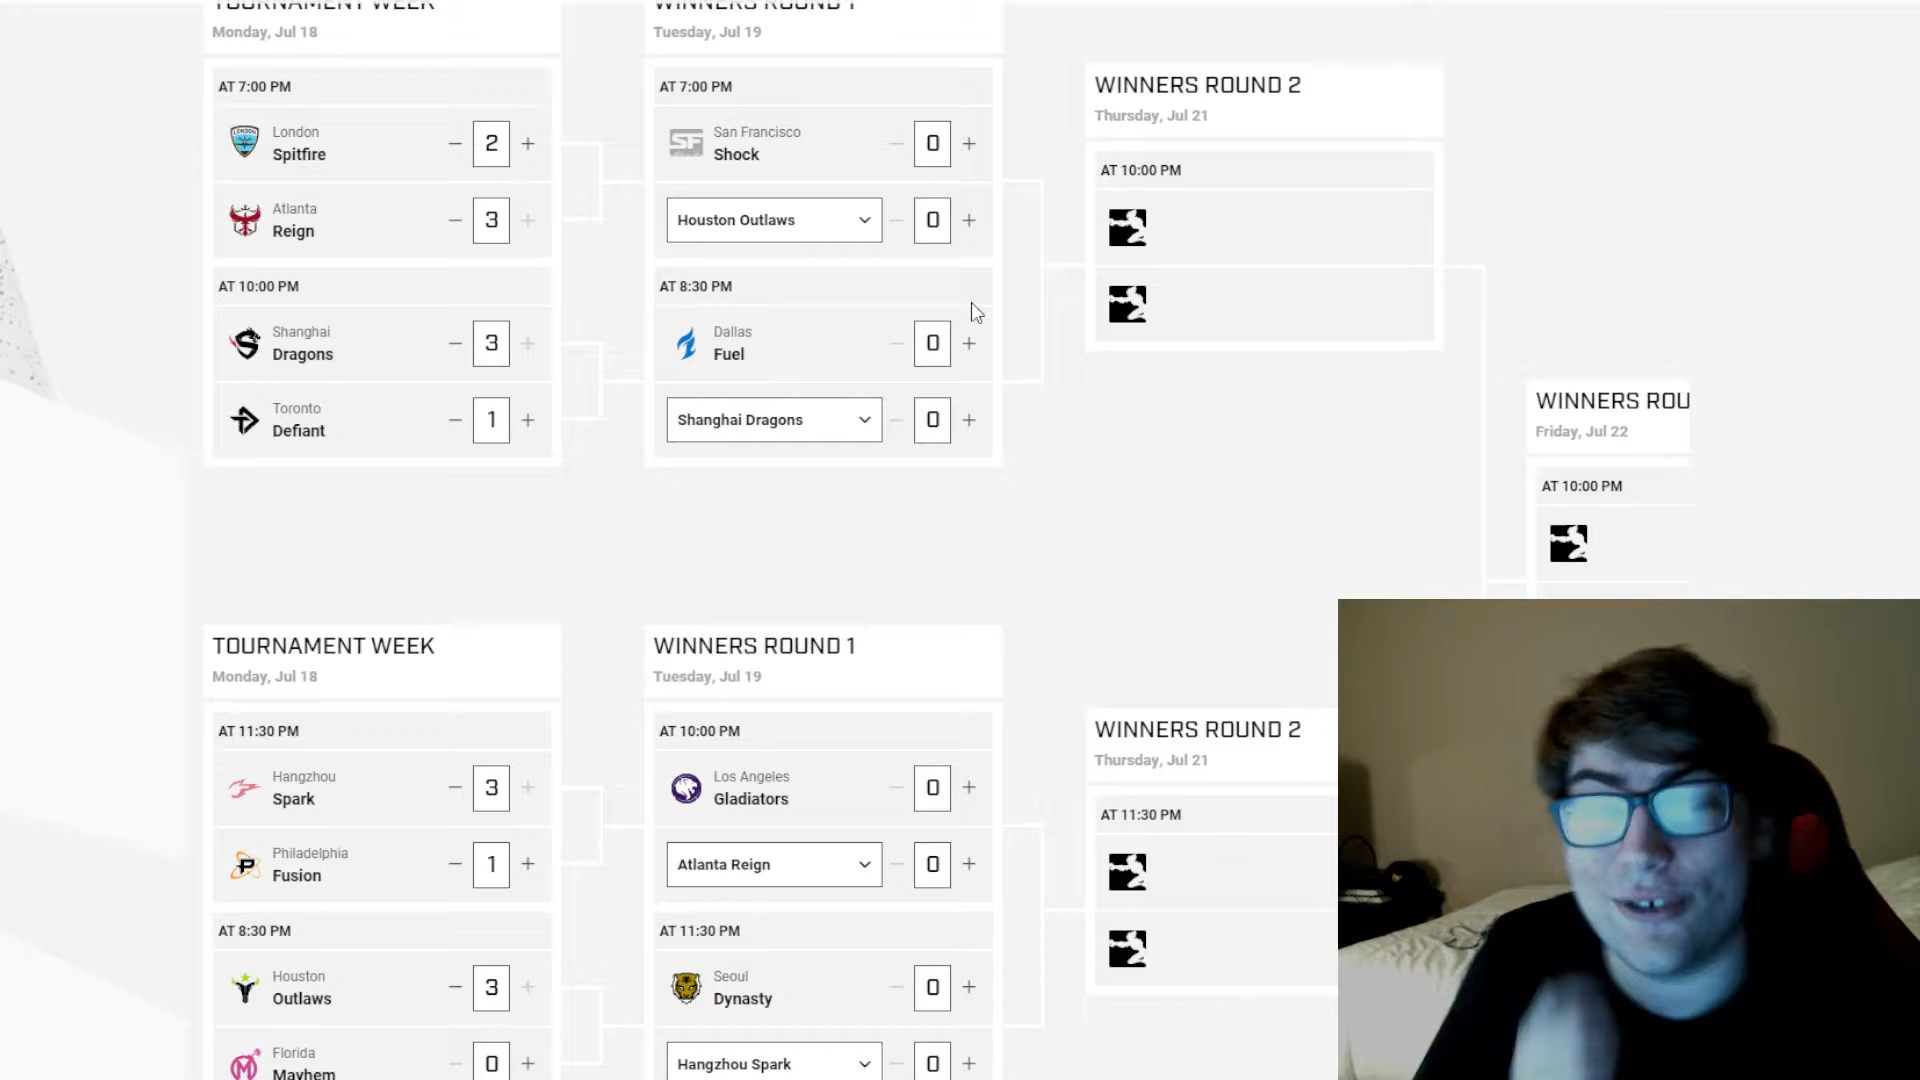 TOURNAMENT WEEK
Monday, Jul 18
AT 7:00 PM
London
Spitfire
− 2 +
Atlanta
Reign
− 3 +
AT 10:00 PM
Shanghai
Dragons
− 3 +
Toronto
Defiant
− 1 +
WINNERS ROUND 1
Tuesday, Jul 19
AT 7:00 PM
SF
San Francisco
Shock
− 0 +
Houston Outlaws
− 0 +
AT 8:30 PM
Dallas
Fuel
− 0 +
Shanghai Dragons
− 0 +
WINNERS ROUND 2
Thursday, Jul 21
AT 10:00 PM
WINNERS ROU
Friday, Jul 22
AT 10:00 PM
TOURNAMENT WEEK
Monday, Jul 18
AT 11:30 PM
Hangzhou
Spark
− 3 +
Philadelphia
Fusion
− 1 +
AT 8:30 PM
Houston
Outlaws
− 3 +
Florida
Mayhem
− 0 +
WINNERS ROUND 1
Tuesday, Jul 19
AT 10:00 PM
Los Angeles
Gladiators
− 0 +
Atlanta Reign
− 0 +
AT 11:30 PM
Seoul
Dynasty
− 0 +
Hangzhou Spark
− 0 +
WINNERS ROUND 2
Thursday, Jul 21
AT 11:30 PM